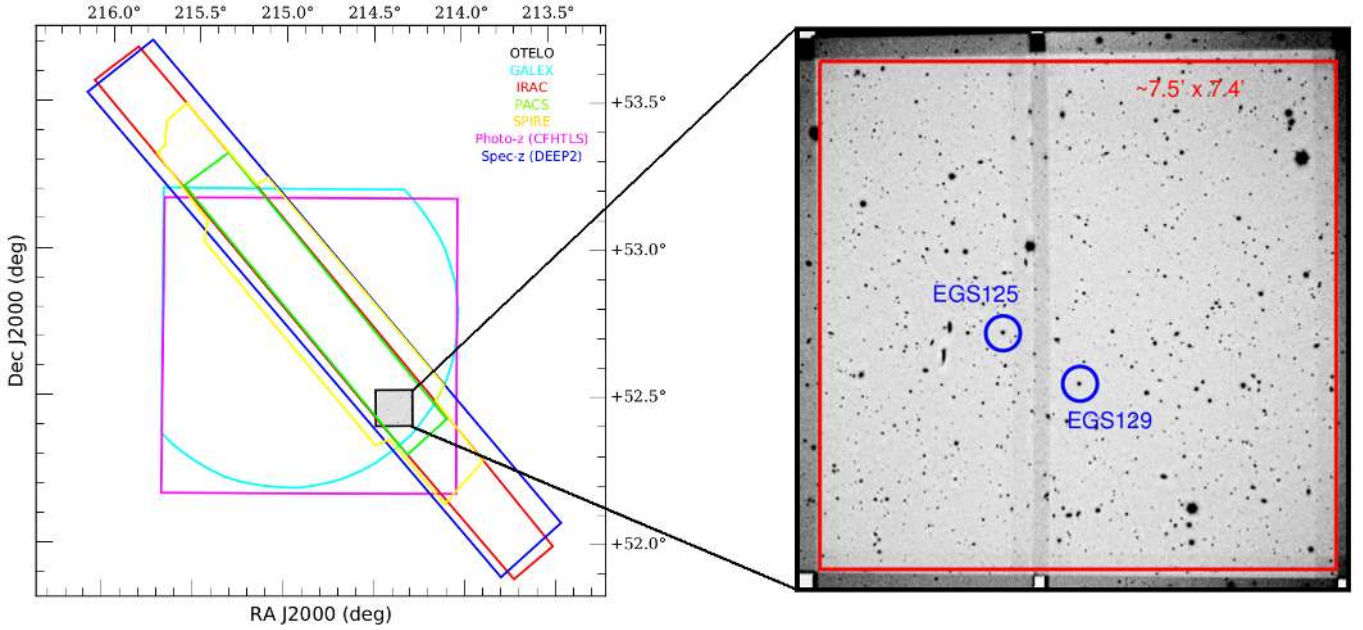 216.0° 215.5° 215.0° 214.5° 214.0° 213.5°
OTELO
GALEX
IRAC
PACS
SPIRE
Photo-z (CFHTLS)
Spec-z (DEEP2)
+53.5°
+53.0°
+52.5°
+52.0°
Dec J2000 (deg)
RA J2000 (deg)
~7.5' x 7.4'
EGS125
EGS129